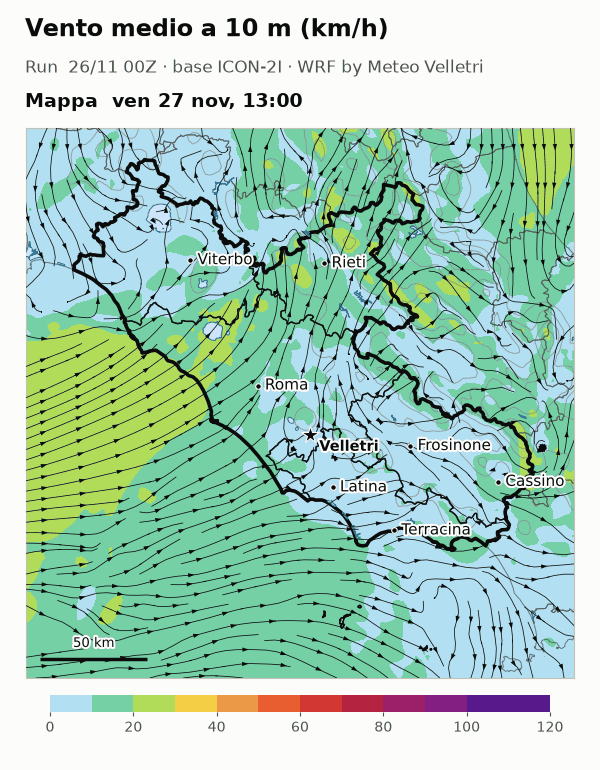 Vento medio a 10 m (km/h)
Run  26/11 00Z · base ICON-2I · WRF by Meteo Velletri
Mappa  ven 27 nov, 13:00
Viterbo
Rieti
Roma
Velletri
Frosinone
Cassino
Latina
Terracina
50 km
0 20 40 60 80 100 120